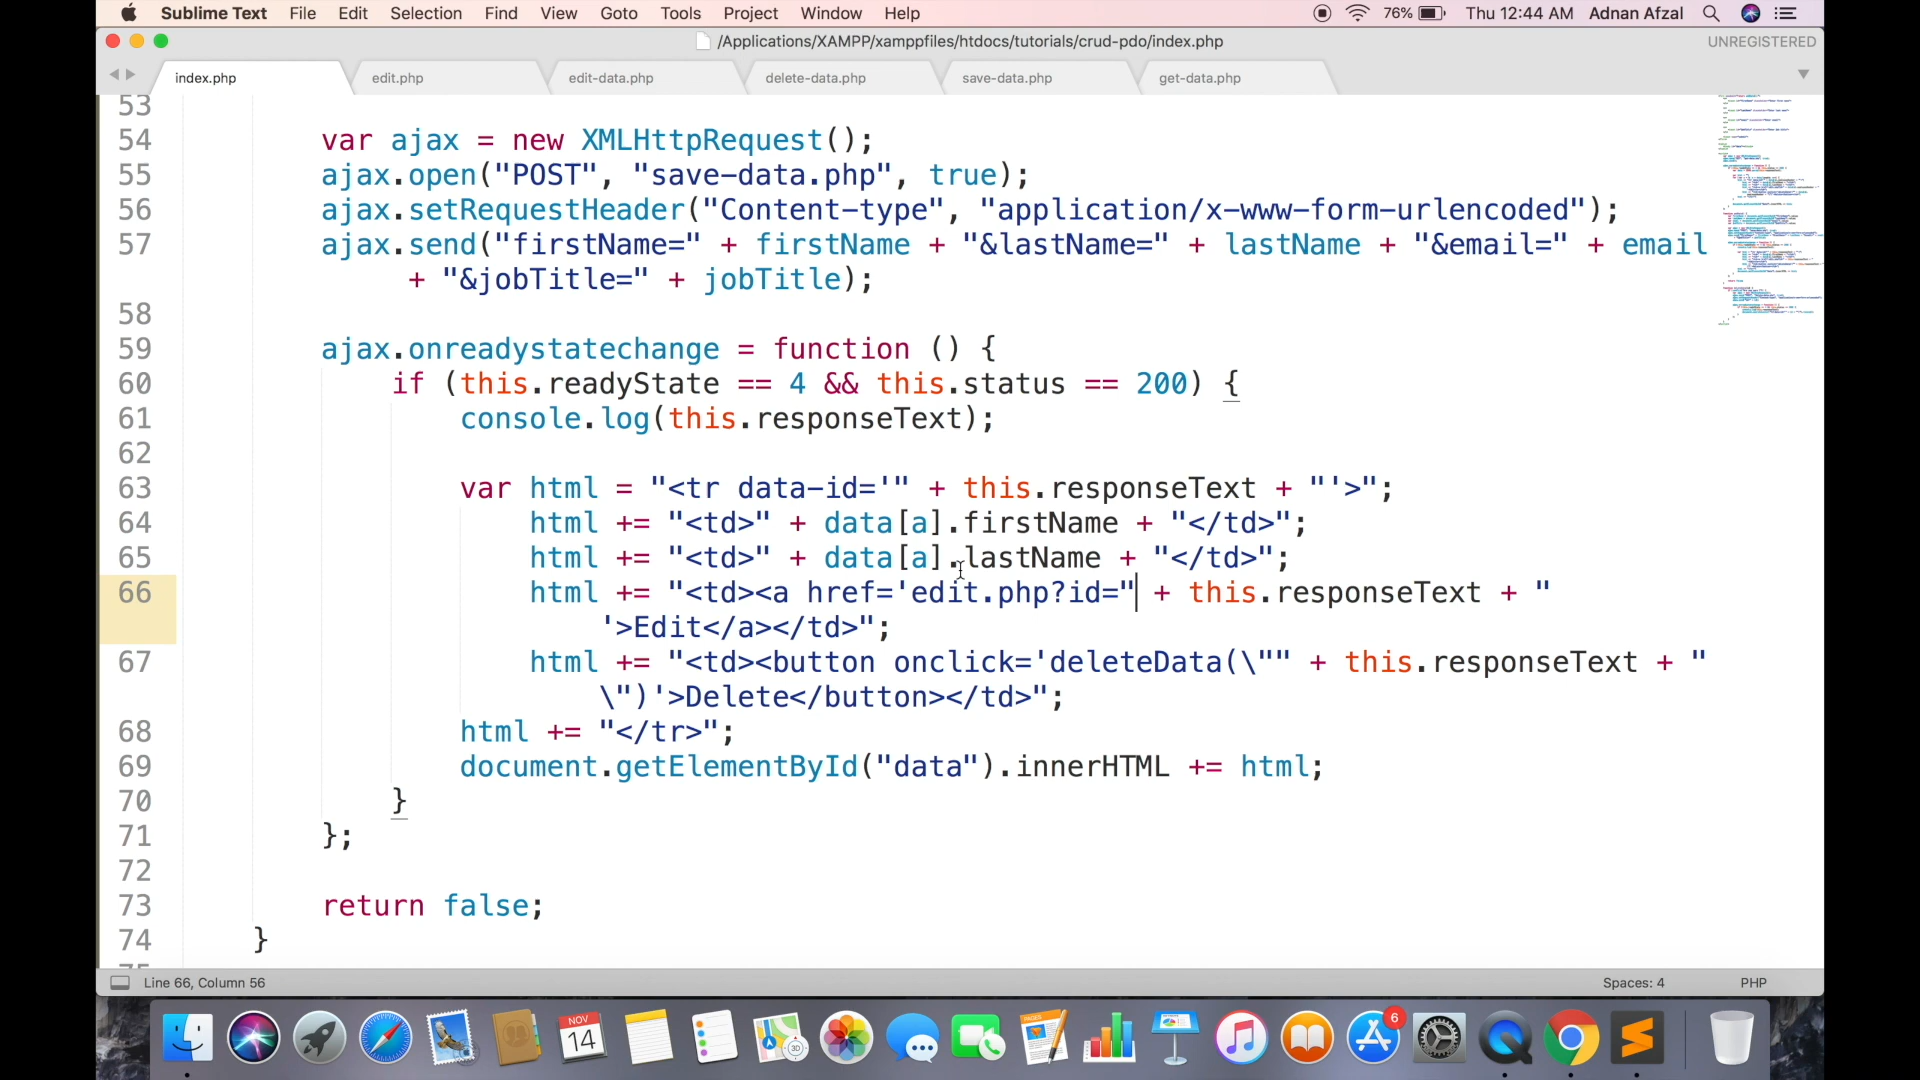 Sublime Text File Edit Selection Find View Goto Tools Project Window Help 76% Thu 12:44 AM Adnan Afzal
/Applications/XAMPP/xamppfiles/htdocs/tutorials/crud-pdo/index.php UNREGISTERED
index.php edit.php edit-data.php delete-data.php save-data.php get-data.php
53
54 var ajax = new XMLHttpRequest();
55 ajax.open("POST", "save-data.php", true);
56 ajax.setRequestHeader("Content-type", "application/x-www-form-urlencoded");
57 ajax.send("firstName=" + firstName + "&lastName=" + lastName + "&email=" + email
+ "&jobTitle=" + jobTitle);
58
59 ajax.onreadystatechange = function () {
60 if (this.readyState == 4 && this.status == 200) {
61 console.log(this.responseText);
62
63 var html = "<tr data-id='" + this.responseText + "'>";
64 html += "<td>" + data[a].firstName + "</td>";
65 html += "<td>" + data[a].lastName + "</td>";
66 html += "<td><a href='edit.php?id=" + this.responseText + "
'>Edit</a></td>";
67 html += "<td><button onclick='deleteData(\"" + this.responseText + "
\")'>Delete</button></td>";
68 html += "</tr>";
69 document.getElementById("data").innerHTML += html;
70 }
71 };
72
73 return false;
74 }
Line 66, Column 56 Spaces: 4 PHP
NOV
14
30
PAGES
6